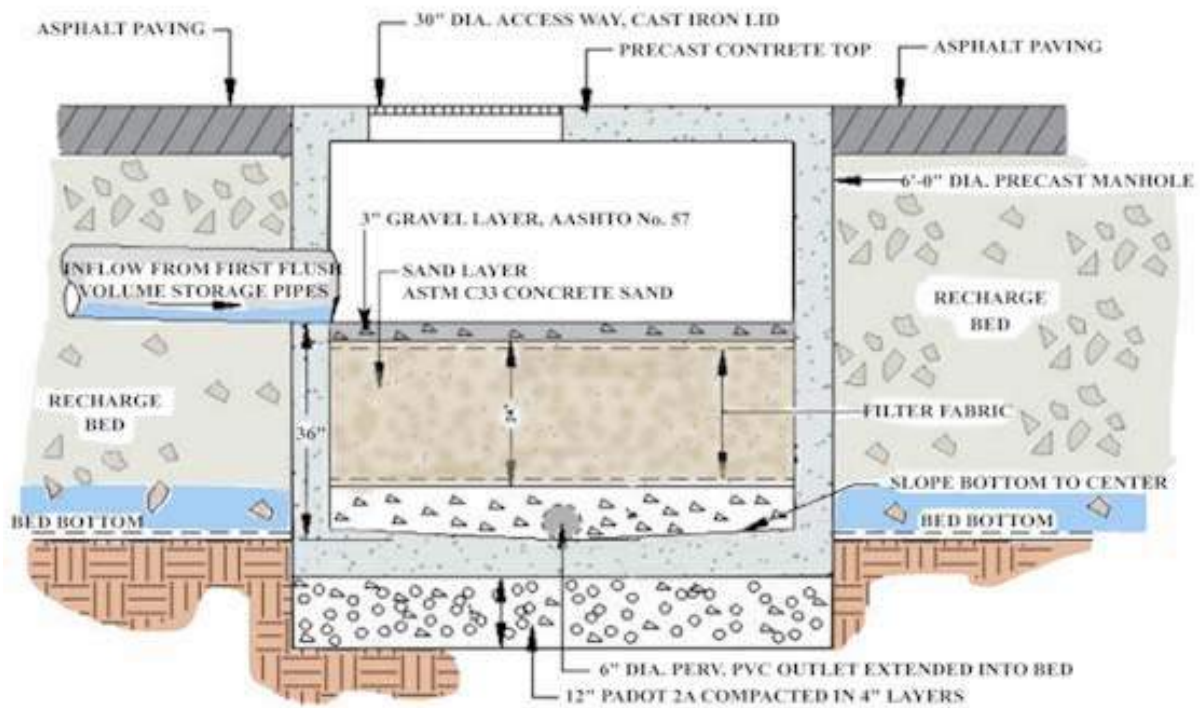 30" DIA. ACCESS WAY, CAST IRON LID
ASPHALT PAVING
PRECAST CONTRETE TOP
ASPHALT PAVING
6'-0" DIA. PRECAST MANHOLE
3" GRAVEL LAYER, AASHTO No. 57
INFLOW FROM FIRST FLUSH
VOLUME STORAGE PIPES
SAND LAYER
ASTM C33 CONCRETE SAND
RECHARGE
BED
RECHARGE
BED
36"
FILTER FABRIC
SLOPE BOTTOM TO CENTER
BED BOTTOM
BED BOTTOM
6" DIA. PERV. PVC OUTLET EXTENDED INTO BED
12" PADOT 2A COMPACTED IN 4" LAYERS